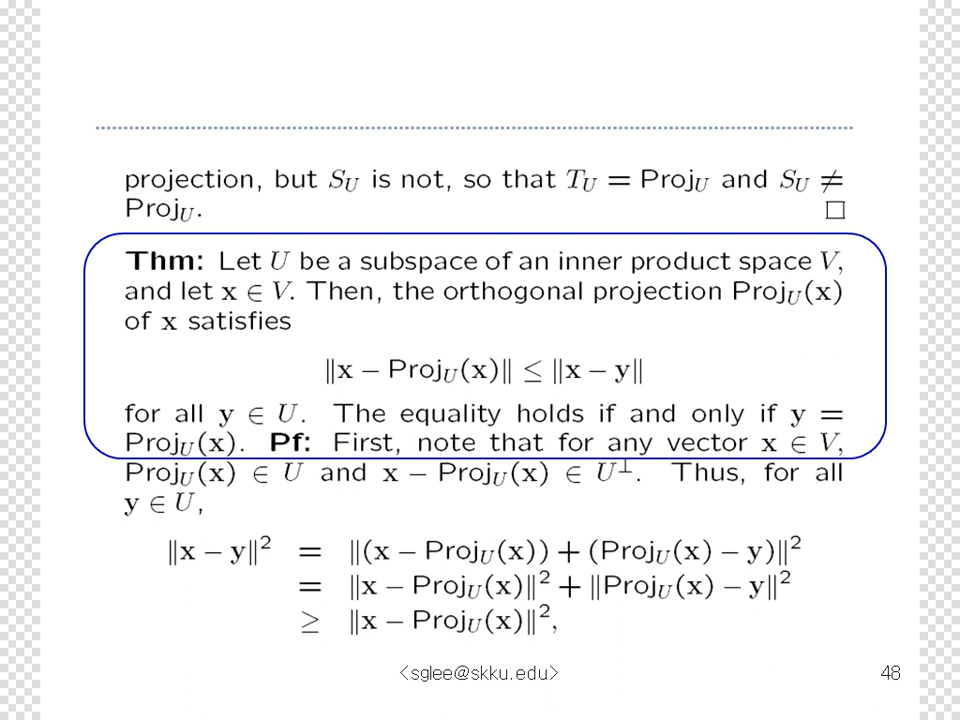 projection, but S_U is not, so that T_U = Proj_U and S_U ≠
Proj_U. □
Thm: Let U be a subspace of an inner product space V,
and let x ∈ V. Then, the orthogonal projection Proj_U(x)
of x satisfies
‖x − Proj_U(x)‖ ≤ ‖x − y‖
for all y ∈ U. The equality holds if and only if y =
Proj_U(x). Pf: First, note that for any vector x ∈ V,
Proj_U(x) ∈ U and x − Proj_U(x) ∈ U^⊥. Thus, for all
y ∈ U,
‖x − y‖² = ‖(x − Proj_U(x)) + (Proj_U(x) − y)‖²
= ‖x − Proj_U(x)‖² + ‖Proj_U(x) − y‖²
≥ ‖x − Proj_U(x)‖²,
<sglee@skku.edu> 48